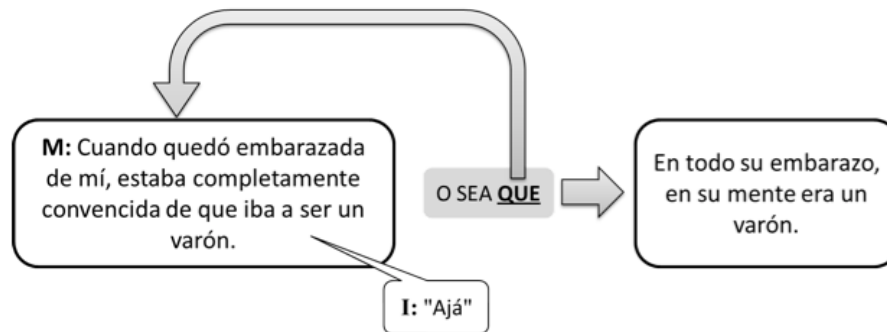 M: Cuando quedó embarazada
de mí, estaba completamente
convencida de que iba a ser un
varón.
I: "Ajá"
O SEA QUE
En todo su embarazo,
en su mente era un
varón.